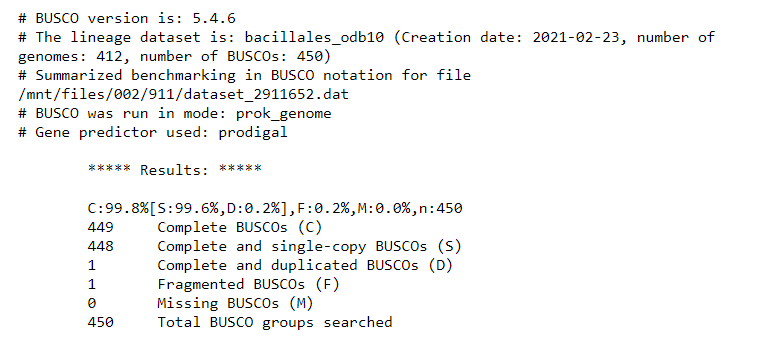 # BUSCO version is: 5.4.6
# The lineage dataset is: bacillales_odb10 (Creation date: 2021-02-23, number of
genomes: 412, number of BUSCOs: 450)
# Summarized benchmarking in BUSCO notation for file
/mnt/files/002/911/dataset_2911652.dat
# BUSCO was run in mode: prok_genome
# Gene predictor used: prodigal
***** Results: *****
C:99.8%[S:99.6%,D:0.2%],F:0.2%,M:0.0%,n:450
449 Complete BUSCOs (C)
448 Complete and single-copy BUSCOs (S)
1 Complete and duplicated BUSCOs (D)
1 Fragmented BUSCOs (F)
0 Missing BUSCOs (M)
450 Total BUSCO groups searched